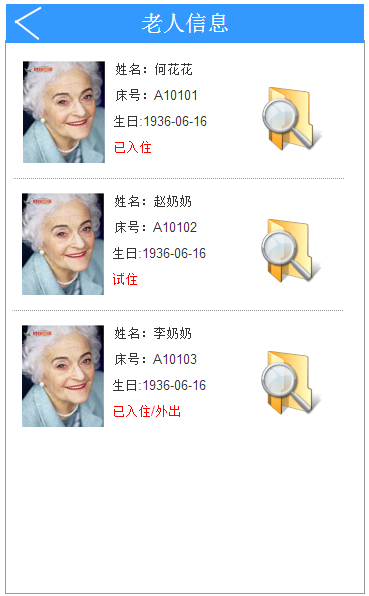 老人信息
姓名：何花花
床号：A10101
生日:1936-06-16
已入住
姓名：赵奶奶
床号：A10102
生日:1936-06-16
试住
姓名：李奶奶
床号：A10103
生日:1936-06-16
已入住/外出